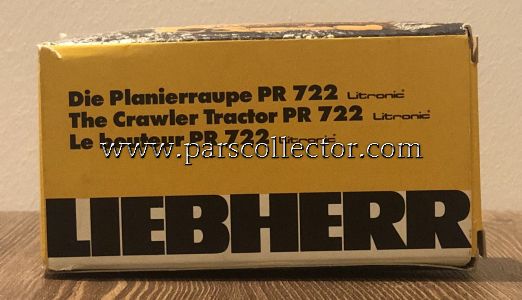 Die Planierraupe PR 722 Litronic
The Crawler Tractor PR 722 Litronic
Le bouteur PR 722 Litronic
www.parscollector.com
LIEBHERR